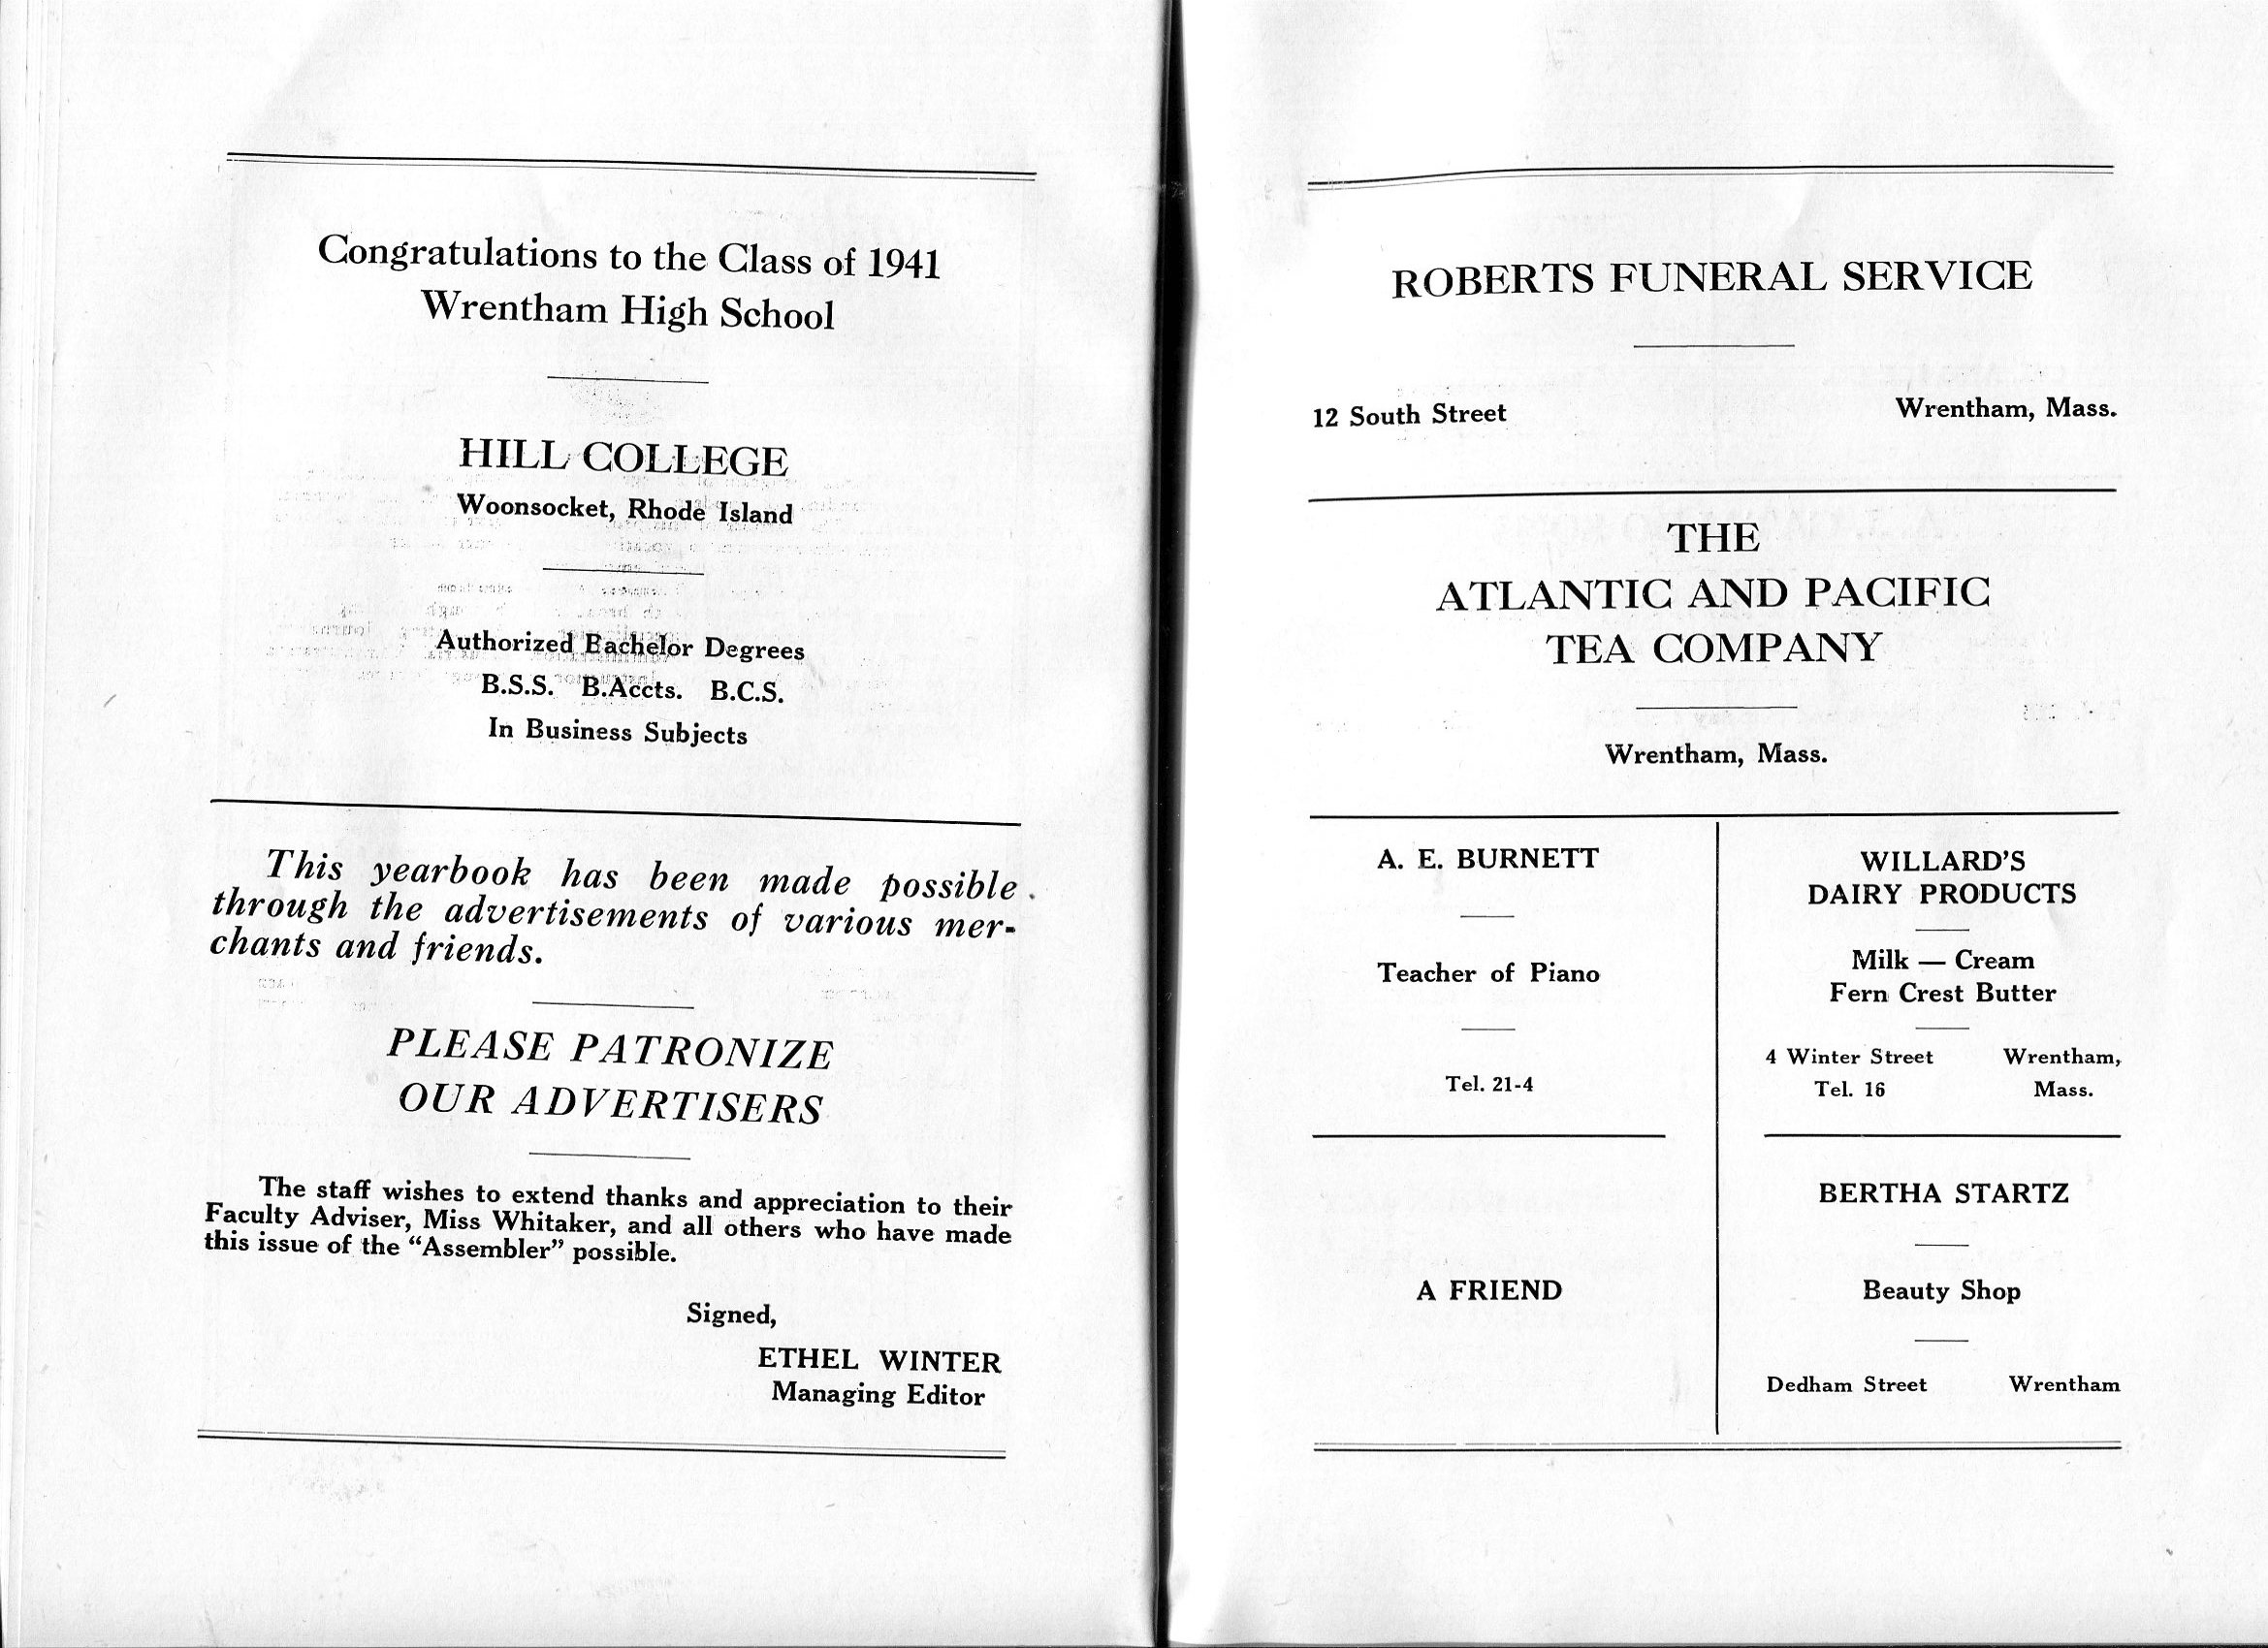 Congratulations to the Class of 1941
Wrentham High School
HILL COLLEGE
Woonsocket, Rhode Island
Authorized Bachelor Degrees
B.S.S. B.Accts. B.C.S.
In Business Subjects
This yearbook has been made possible
through the advertisements of various mer-
chants and friends.
PLEASE PATRONIZE
OUR ADVERTISERS
The staff wishes to extend thanks and appreciation to their
Faculty Adviser, Miss Whitaker, and all others who have made
this issue of the “Assembler” possible.
Signed,
ETHEL WINTER
Managing Editor
ROBERTS FUNERAL SERVICE
12 South Street Wrentham, Mass.
THE
ATLANTIC AND PACIFIC
TEA COMPANY
Wrentham, Mass.
A. E. BURNETT
Teacher of Piano
Tel. 21-4
A FRIEND
WILLARD’S
DAIRY PRODUCTS
Milk — Cream
Fern Crest Butter
4 Winter Street Wrentham,
Tel. 16 Mass.
BERTHA STARTZ
Beauty Shop
Dedham Street Wrentham